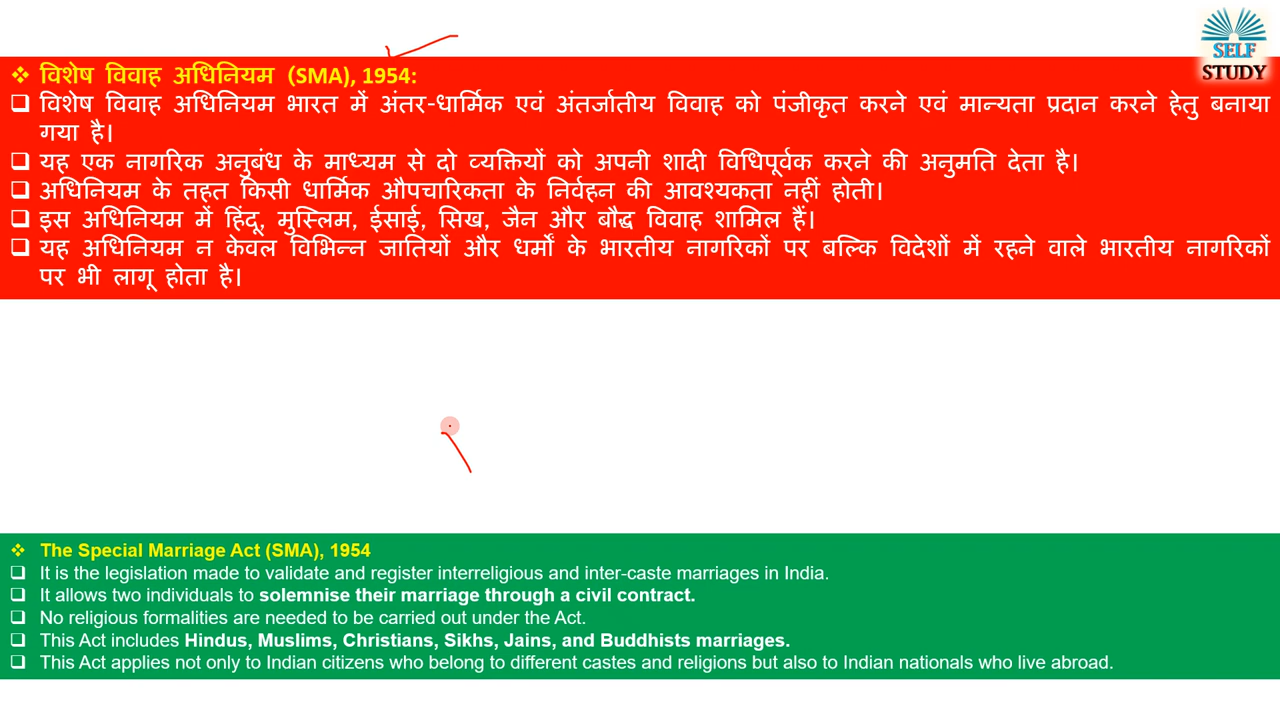 SELF
STUDY
❖ विशेष विवाह अधिनियम (SMA), 1954:
❑ विशेष विवाह अधिनियम भारत में अंतर-धार्मिक एवं अंतर्जातीय विवाह को पंजीकृत करने एवं मान्यता प्रदान करने हेतु बनाया
गया है।
❑ यह एक नागरिक अनुबंध के माध्यम से दो व्यक्तियों को अपनी शादी विधिपूर्वक करने की अनुमति देता है।
❑ अधिनियम के तहत किसी धार्मिक औपचारिकता के निर्वहन की आवश्यकता नहीं होती।
❑ इस अधिनियम में हिंदू, मुस्लिम, ईसाई, सिख, जैन और बौद्ध विवाह शामिल हैं।
❑ यह अधिनियम न केवल विभिन्न जातियों और धर्मों के भारतीय नागरिकों पर बल्कि विदेशों में रहने वाले भारतीय नागरिकों
पर भी लागू होता है।
❖ The Special Marriage Act (SMA), 1954
❑ It is the legislation made to validate and register interreligious and inter-caste marriages in India.
❑ It allows two individuals to solemnise their marriage through a civil contract.
❑ No religious formalities are needed to be carried out under the Act.
❑ This Act includes Hindus, Muslims, Christians, Sikhs, Jains, and Buddhists marriages.
❑ This Act applies not only to Indian citizens who belong to different castes and religions but also to Indian nationals who live abroad.